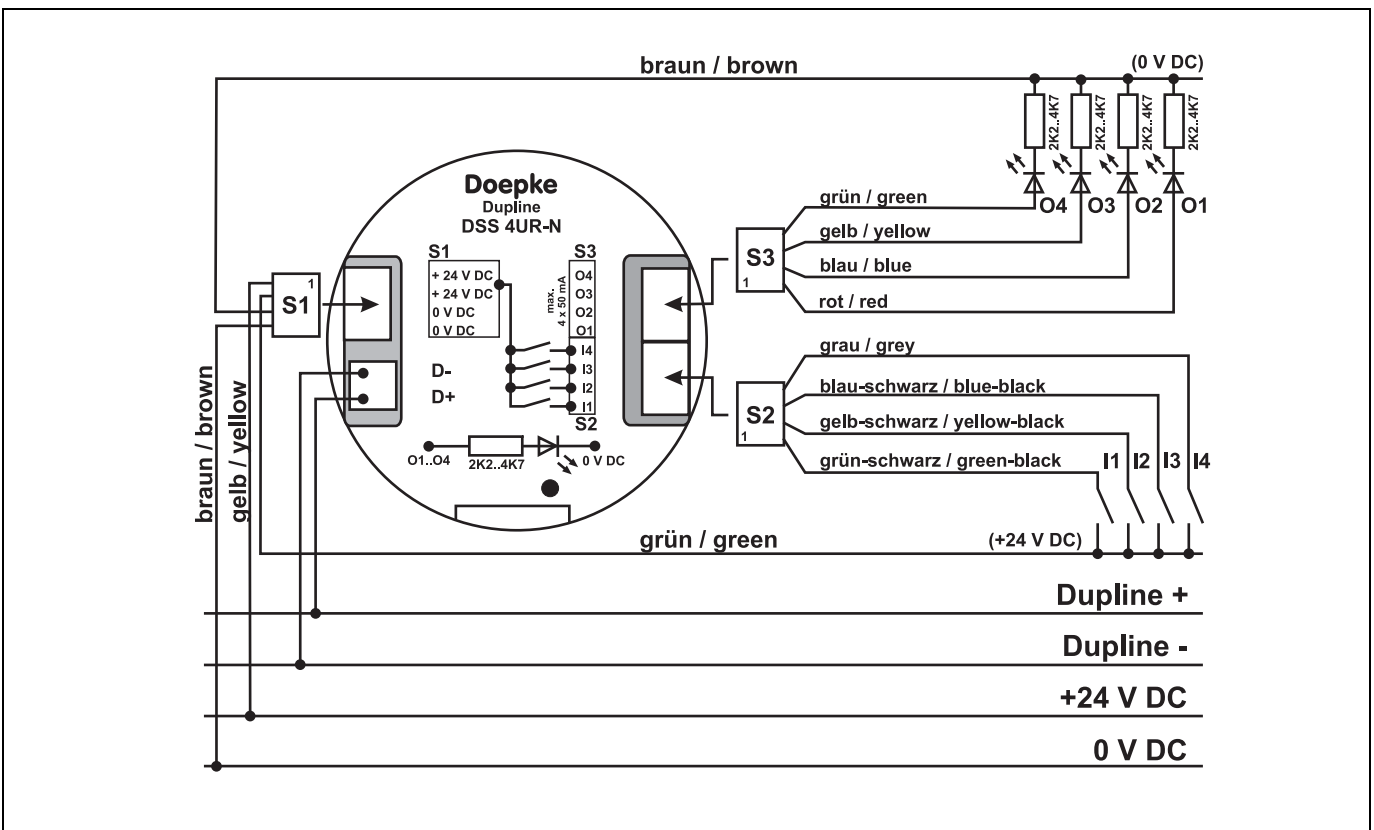 braun / brown
(0 V DC)
2K2..4K7
2K2..4K7
2K2..4K7
2K2..4K7
O4
O3
O2
O1
Doepke
Dupline
DSS 4UR-N
S1
+ 24 V DC
+ 24 V DC
0 V DC
0 V DC
S3
O4
O3
O2
O1
max.
4 x 50 mA
I4
I3
I2
I1
S2
D-
D+
O1..O4
2K2..4K7
0 V DC
1
S1
S3
1
grün / green
gelb / yellow
blau / blue
rot / red
S2
1
grau / grey
blau-schwarz / blue-black
gelb-schwarz / yellow-black
grün-schwarz / green-black
I1
I2
I3
I4
braun / brown
gelb / yellow
grün / green
(+24 V DC)
Dupline +
Dupline -
+24 V DC
0 V DC